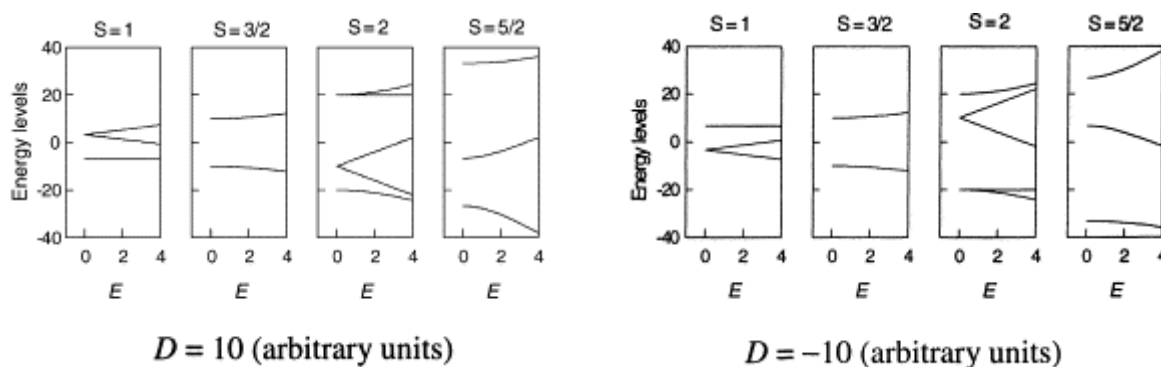 S=1 S=3/2 S=2 S=5/2
40
20
0
-20
-40
Energy levels
0 2 4 0 2 4 0 2 4 0 2 4
E E E E
D = 10 (arbitrary units)
S=1 S=3/2 S=2 S=5/2
40
20
0
-20
-40
Energy levels
0 2 4 0 2 4 0 2 4 0 2 4
E E E E
D = −10 (arbitrary units)